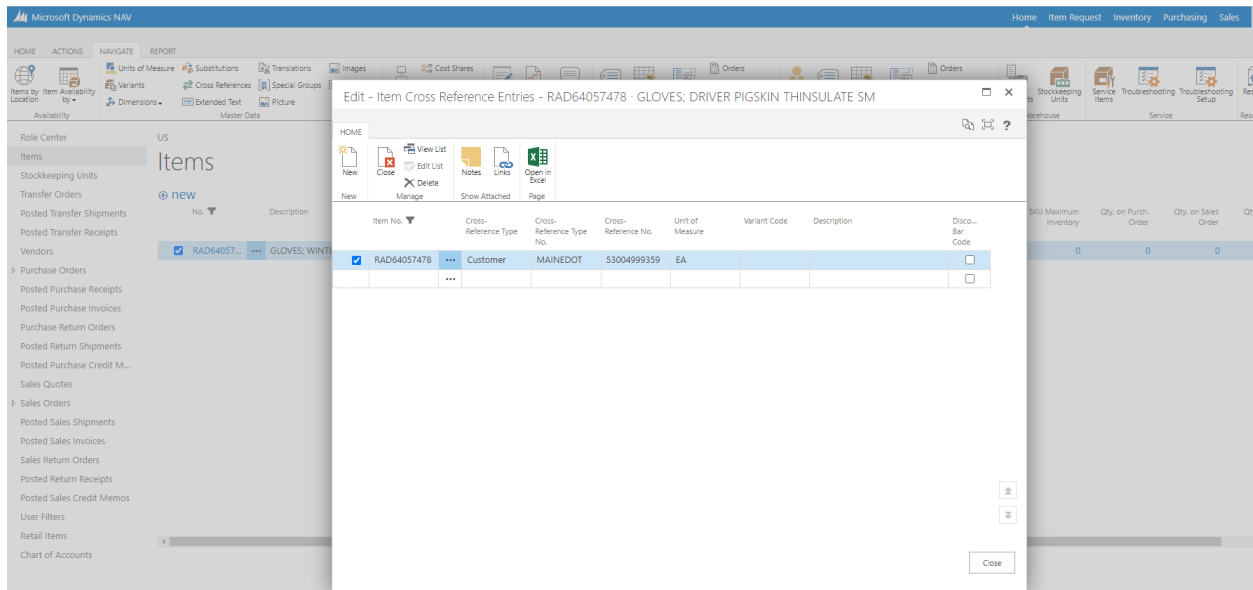 Microsoft Dynamics NAV
Home Item Request Inventory Purchasing Sales
HOME ACTIONS NAVIGATE REPORT
Units of Measure Substitutions Translations Images Cost Shares Orders Orders
Items by Location Item Availability by Variants Cross References Special Groups
Dimensions Extended Text Picture
Stockkeeping Units Service Items Troubleshooting Troubleshooting Setup
Availability Master Data Service
Edit - Item Cross Reference Entries - RAD64057478 · GLOVES; DRIVER PIGSKIN THINSULATE SM
HOME
New Close View List Edit List Delete Notes Links Open in Excel
New Manage Show Attached Page
Item No. Cross-Reference Type Cross-Reference Type No. Cross-Reference No. Unit of Measure Variant Code Description Disco... Bar Code
RAD64057478 ... Customer MAINEDOT 53004999359 EA
...
Close
Role Center
Items
Stockkeeping Units
Transfer Orders
Posted Transfer Shipments
Posted Transfer Receipts
Vendors
Purchase Orders
Posted Purchase Receipts
Posted Purchase Invoices
Purchase Return Orders
Posted Return Shipments
Posted Purchase Credit M...
Sales Quotes
Sales Orders
Posted Sales Shipments
Posted Sales Invoices
Sales Return Orders
Posted Return Receipts
Posted Sales Credit Memos
User Filters
Retail Items
Chart of Accounts
US
Items
new
No. Description SKU Maximum Inventory Qty. on Purch. Order Qty. on Sales Order
RAD64057... ... GLOVES; 0 0 0